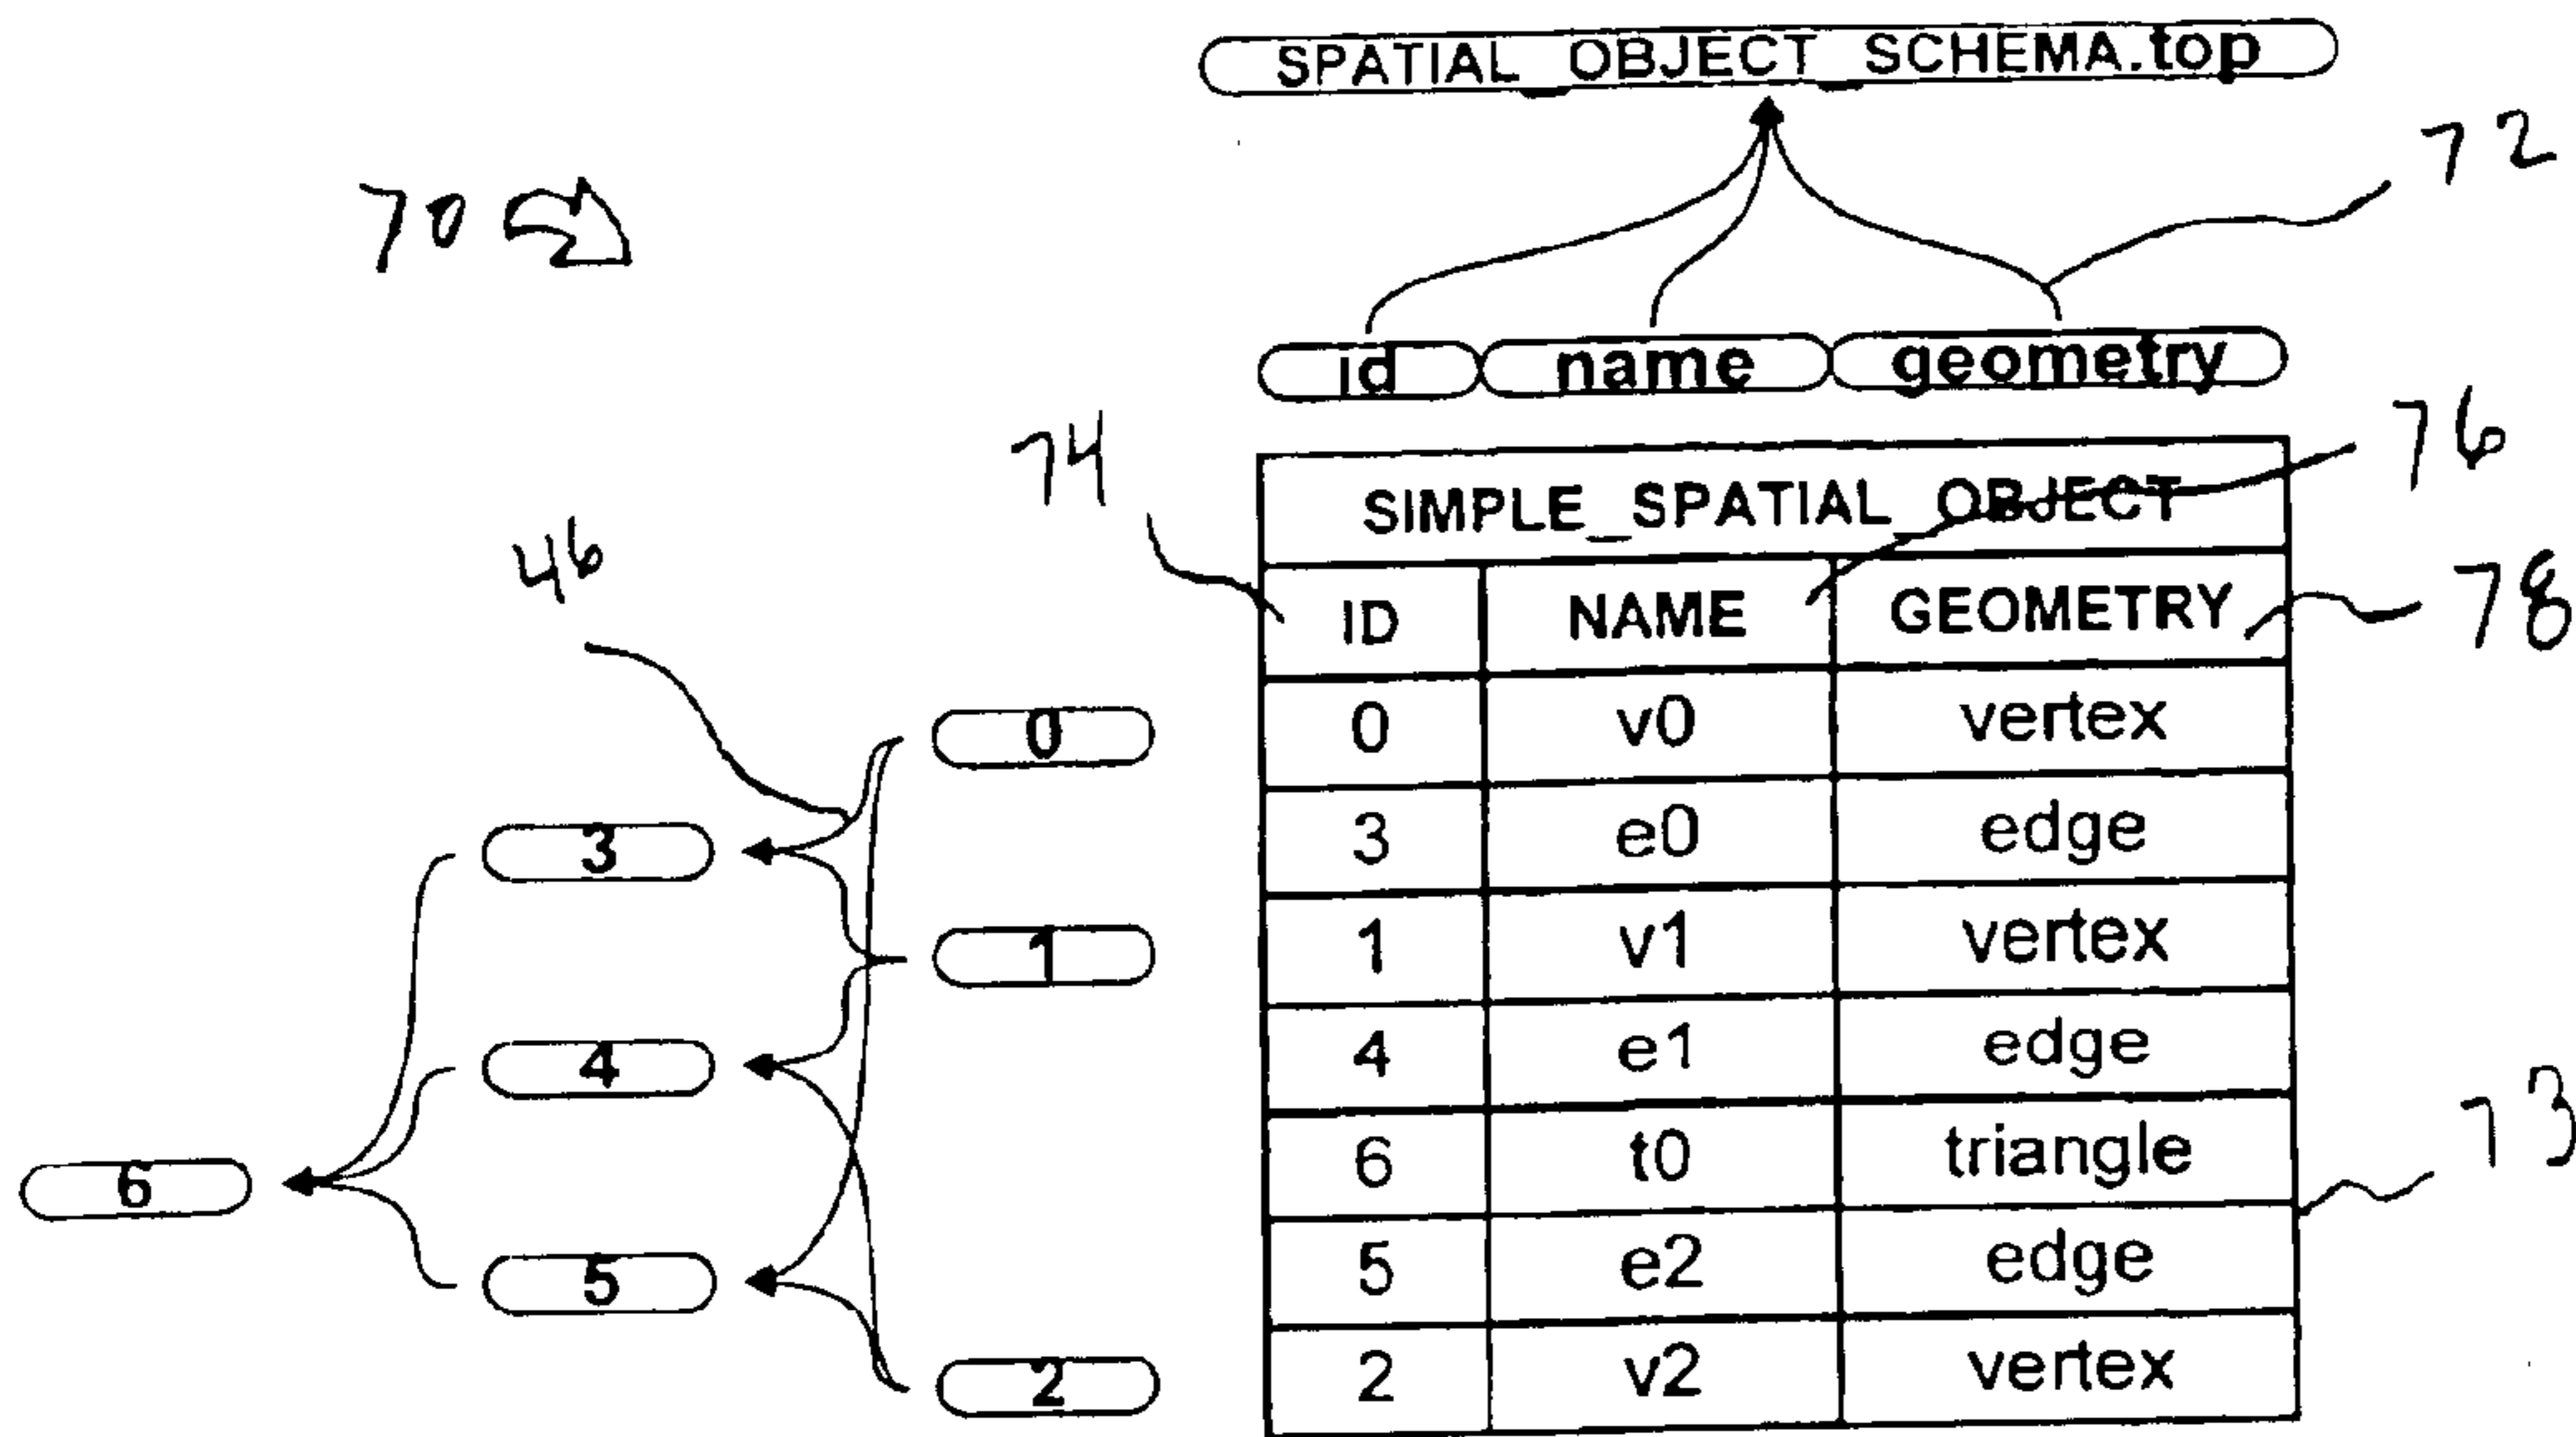 SPATIAL_OBJECT_SCHEMA.top
72
70
id name geometry
74
76
SIMPLE_SPATIAL_OBJECT
46
ID NAME GEOMETRY
78
0
0 v0 vertex
3
3 e0 edge
1
1 v1 vertex
4
4 e1 edge
73
6
6 t0 triangle
5
5 e2 edge
2
2 v2 vertex